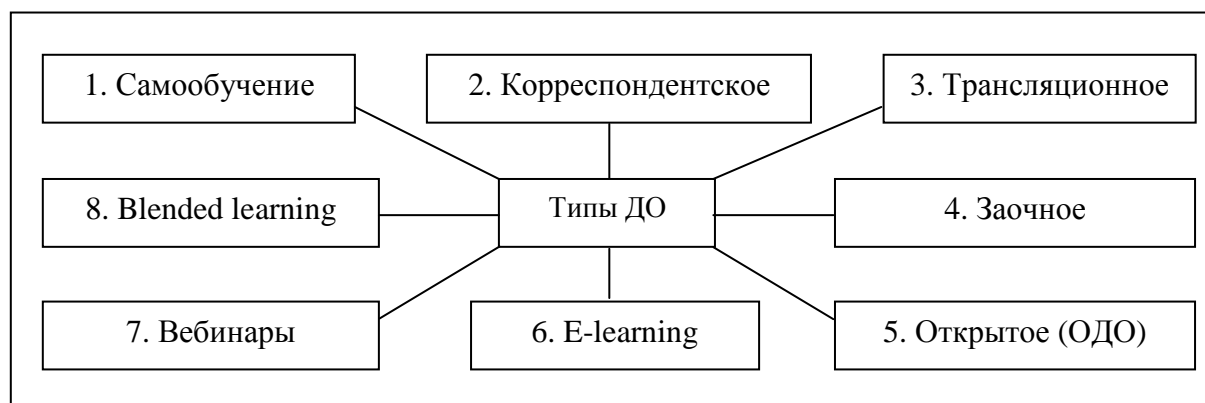 1. Самообучение
2. Корреспондентское
3. Трансляционное
8. Blended learning
Типы ДО
4. Заочное
7. Вебинары
6. E-learning
5. Открытое (ОДО)